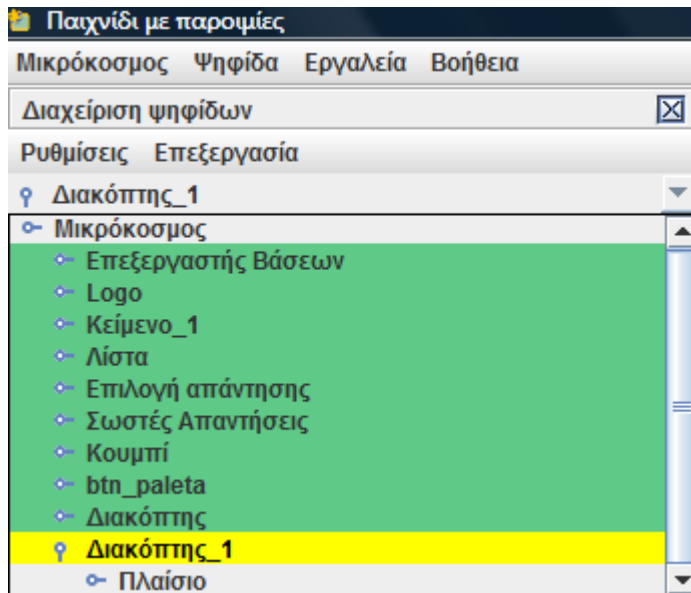 Παιχνίδι με παροιμίες
Μικρόκοσμος Ψηφίδα Εργαλεία Βοήθεια
Διαχείριση ψηφίδων
Ρυθμίσεις Επεξεργασία
Διακόπτης_1
Μικρόκοσμος
Επεξεργαστής Βάσεων
Logo
Κείμενο_1
Λίστα
Επιλογή απάντησης
Σωστές Απαντήσεις
Κουμπί
btn_paleta
Διακόπτης
Διακόπτης_1
Πλαίσιο